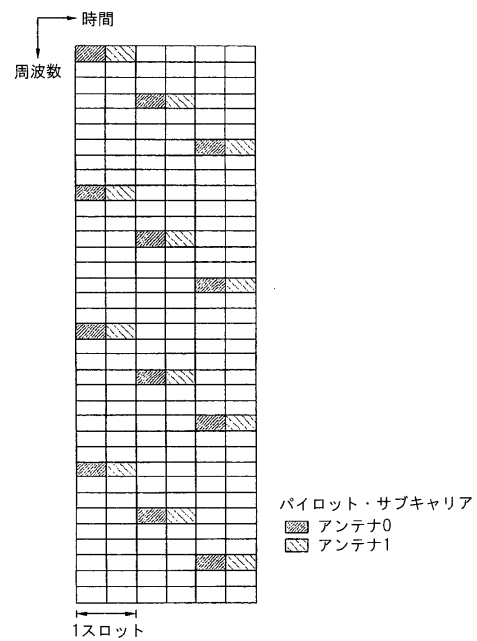 時間
周波数
パイロット・サブキャリア
アンテナ0
アンテナ1
1スロット